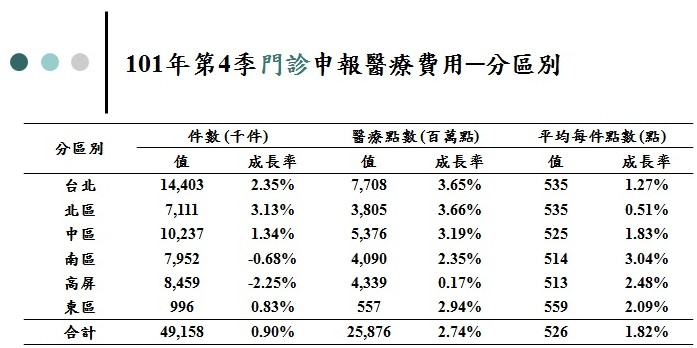 101年第4季門診申報醫療費用─分區別
分區別 件數(千件) 醫療點數(百萬點) 平均每件點數(點)
值 成長率 值 成長率 值 成長率
台北 14,403 2.35% 7,708 3.65% 535 1.27%
北區 7,111 3.13% 3,805 3.66% 535 0.51%
中區 10,237 1.34% 5,376 3.19% 525 1.83%
南區 7,952 -0.68% 4,090 2.35% 514 3.04%
高屏 8,459 -2.25% 4,339 0.17% 513 2.48%
東區 996 0.83% 557 2.94% 559 2.09%
合計 49,158 0.90% 25,876 2.74% 526 1.82%